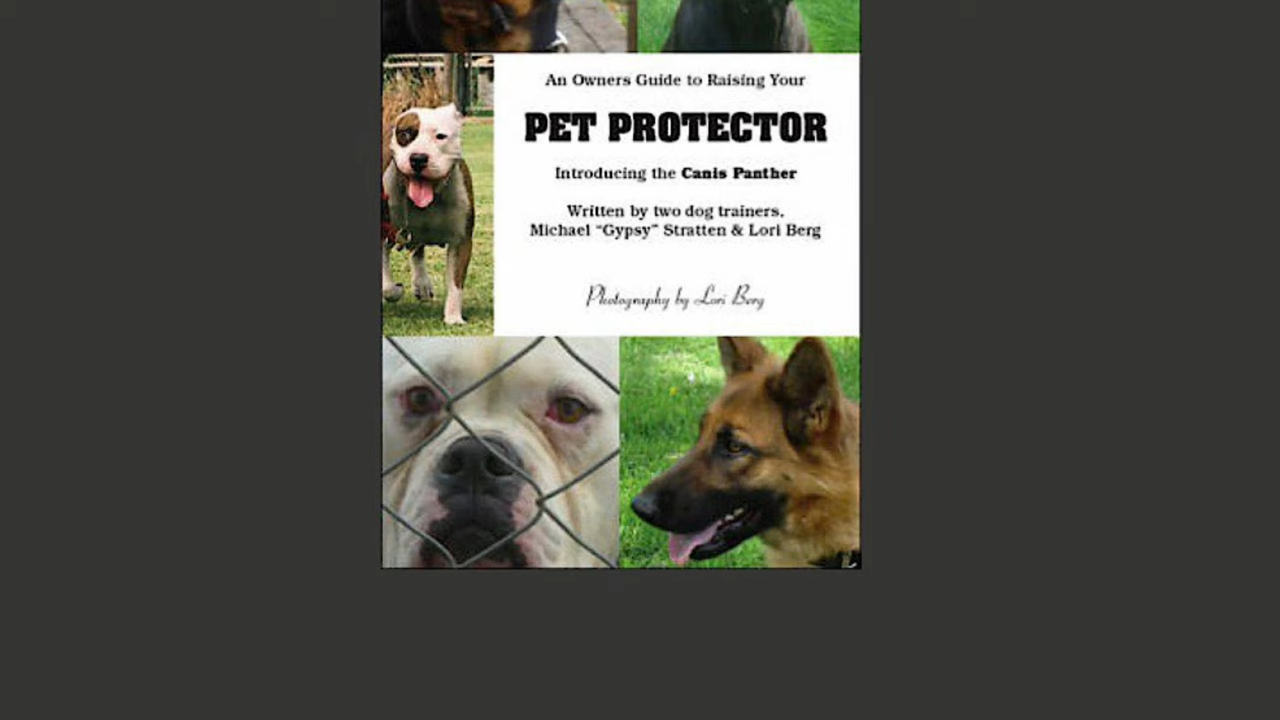 An Owners Guide to Raising Your
PET PROTECTOR
Introducing the Canis Panther
Written by two dog trainers,
Michael “Gypsy” Stratten & Lori Berg
Photography by Lori Berg